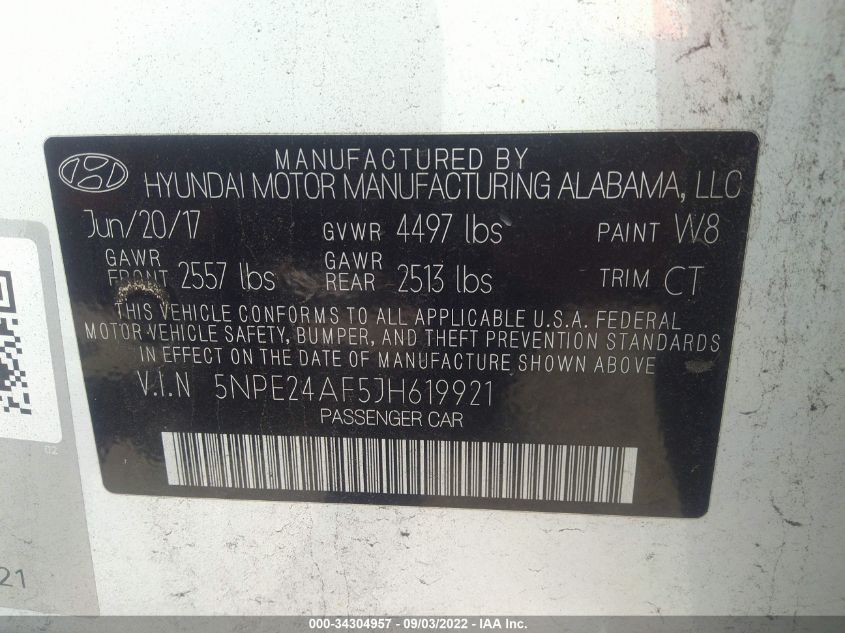 MANUFACTURED BY
HYUNDAI MOTOR MANUFACTURING ALABAMA, LLC
Jun/20/17 GVWR 4497 lbs PAINT W8
GAWR FRONT 2557 lbs GAWR REAR 2513 lbs TRIM CT
THIS VEHICLE CONFORMS TO ALL APPLICABLE U.S.A. FEDERAL
MOTOR VEHICLE SAFETY, BUMPER, AND THEFT PREVENTION STANDARDS
IN EFFECT ON THE DATE OF MANUFACTURE SHOWN ABOVE
V.I.N 5NPE24AF5JH619921
PASSENGER CAR
02
21
000-34304957 - 09/03/2022 - IAA Inc.